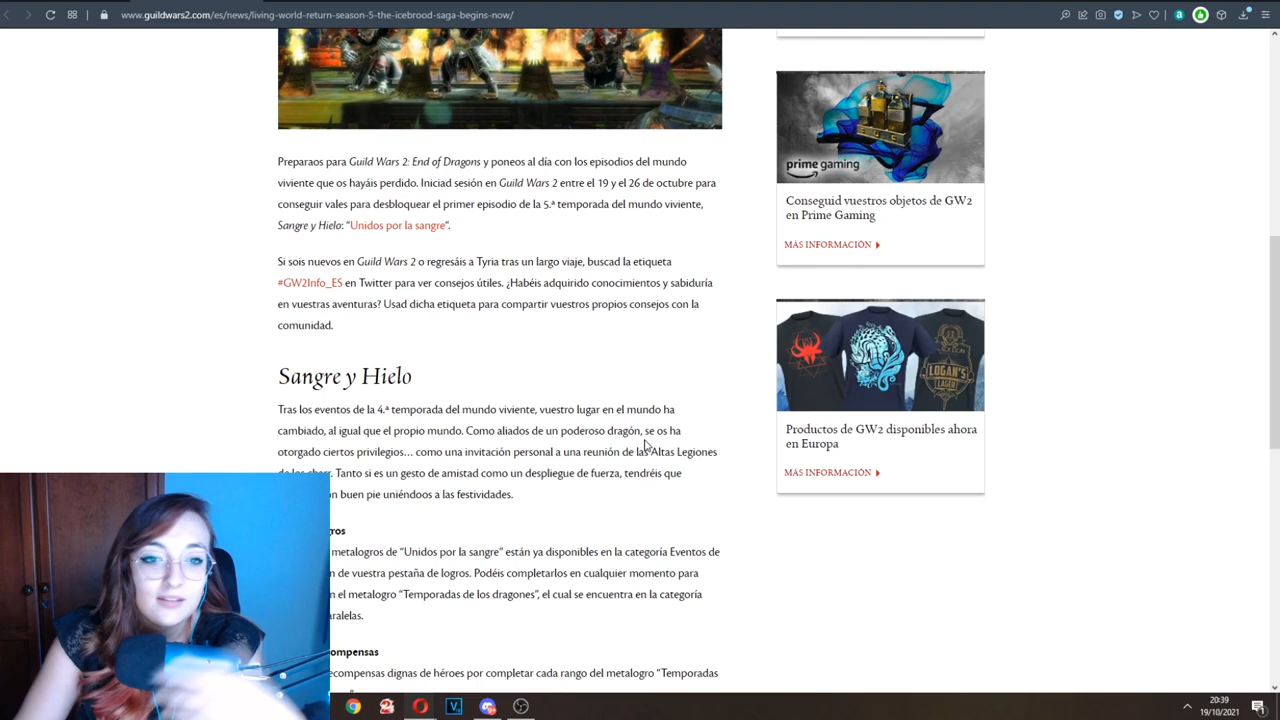 www.guildwars2.com/es/news/living-world-return-season-5-the-icebrood-saga-begins-now/
Preparaos para Guild Wars 2: End of Dragons y poneos al día con los episodios del mundo
viviente que os hayáis perdido. Iniciad sesión en Guild Wars 2 entre el 19 y el 26 de octubre para
conseguir vales para desbloquear el primer episodio de la 5.ª temporada del mundo viviente,
Sangre y Hielo: “Unidos por la sangre“.
Si sois nuevos en Guild Wars 2 o regresáis a Tyria tras un largo viaje, buscad la etiqueta
#GW2Info_ES en Twitter para ver consejos útiles. ¿Habéis adquirido conocimientos y sabiduría
en vuestras aventuras? Usad dicha etiqueta para compartir vuestros propios consejos con la
comunidad.
Sangre y Hielo
Tras los eventos de la 4.ª temporada del mundo viviente, vuestro lugar en el mundo ha
cambiado, al igual que el propio mundo. Como aliados de un poderoso dragón, se os ha
otorgado ciertos privilegios… como una invitación personal a una reunión de las Altas Legiones
de los charr. Tanto si es un gesto de amistad como un despliegue de fuerza, tendréis que
n buen pie uniéndoos a las festividades.
gros
metalogros de “Unidos por la sangre” están ya disponibles en la categoría Eventos de
n de vuestra pestaña de logros. Podéis completarlos en cualquier momento para
n el metalogro “Temporadas de los dragones”, el cual se encuentra en la categoría
aralelas.
ompensas
ecompensas dignas de héroes por completar cada rango del metalogro “Temporadas
prime gaming
Conseguid vuestros objetos de GW2
en Prime Gaming
MÁS INFORMACIÓN
LOGAN'S
Productos de GW2 disponibles ahora
en Europa
MÁS INFORMACIÓN
20:39
19/10/2021